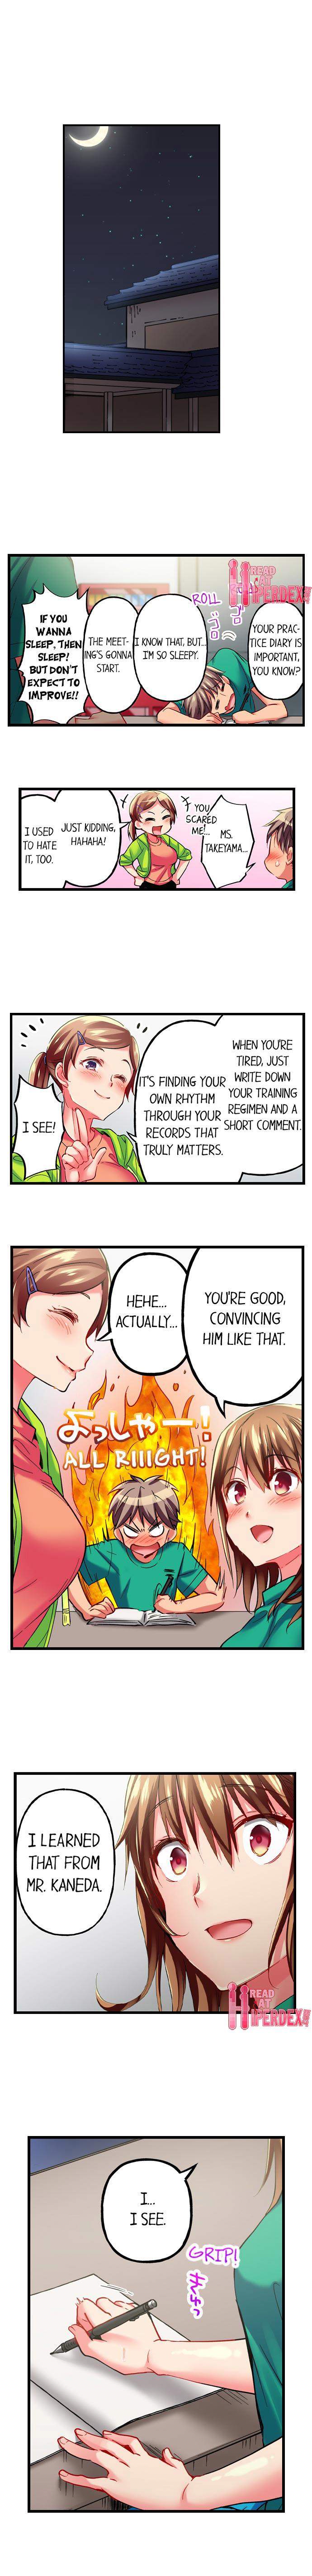 YOUR PRAC-
TICE DIARY IS
IMPORTANT,
YOU KNOW?
READ
AT
HIPERDEX!!
ROLL
ゴロ
I KNOW THAT, BUT...
I'M SO SLEEPY.
THE MEET-
ING'S GONNA
START.
IF YOU
WANNA
SLEEP, THEN
SLEEP!
BUT DON'T
EXPECT TO
IMPROVE!!
MS.
TAKEYAMA...
YOU
SCARED
ME!...
JUST KIDDING,
HAHAHA!
I USED
TO HATE
IT, TOO.
WHEN YOU'RE
TIRED, JUST
WRITE DOWN
YOUR TRAINING
REGIMEN AND A
SHORT COMMENT.
IT'S FINDING YOUR
OWN RHYTHM
THROUGH YOUR
RECORDS THAT
TRULY MATTERS.
I SEE!
YOU'RE GOOD,
CONVINCING
HIM LIKE THAT.
HEHE...
ACTUALLY...
よっしゃー!
ALL RIIIGHT!
I LEARNED
THAT FROM
MR. KANEDA.
READ
AT
HIPERDEX!!
I...
I SEE.
GRIP!